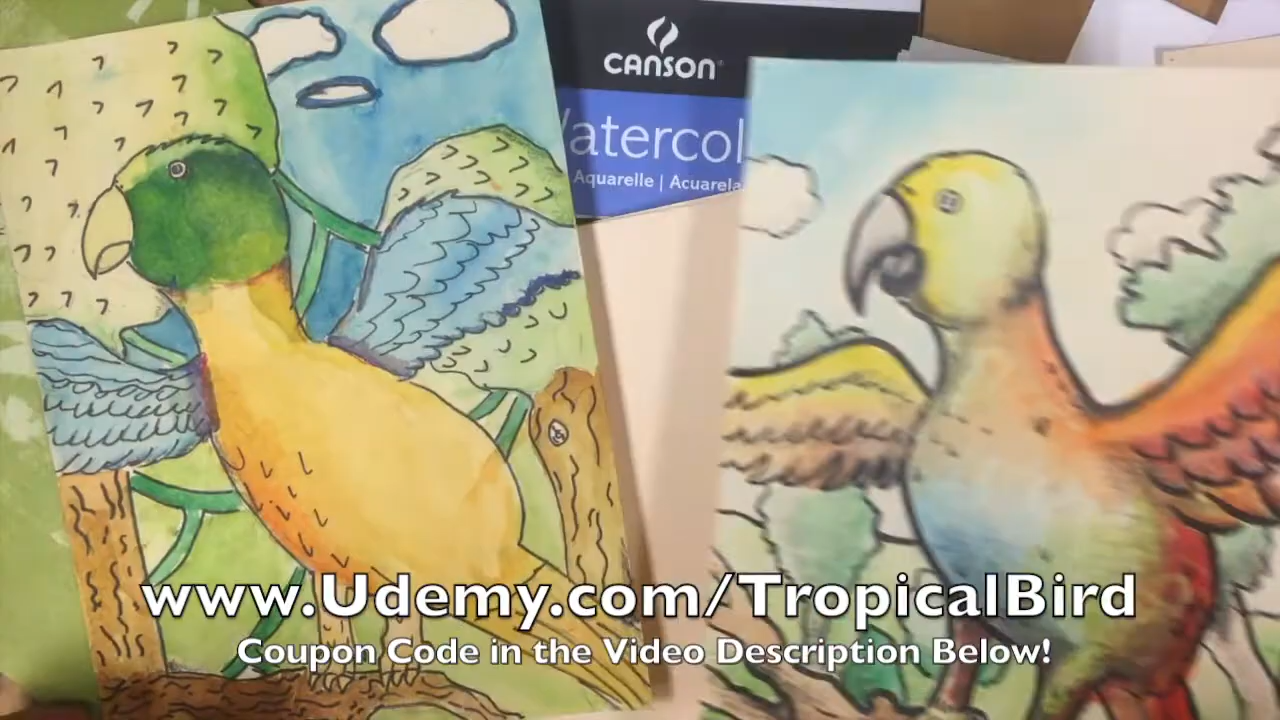 CANSON
Watercol
Aquarelle | Acuarela
www.Udemy.com/TropicalBird
Coupon Code in the Video Description Below!